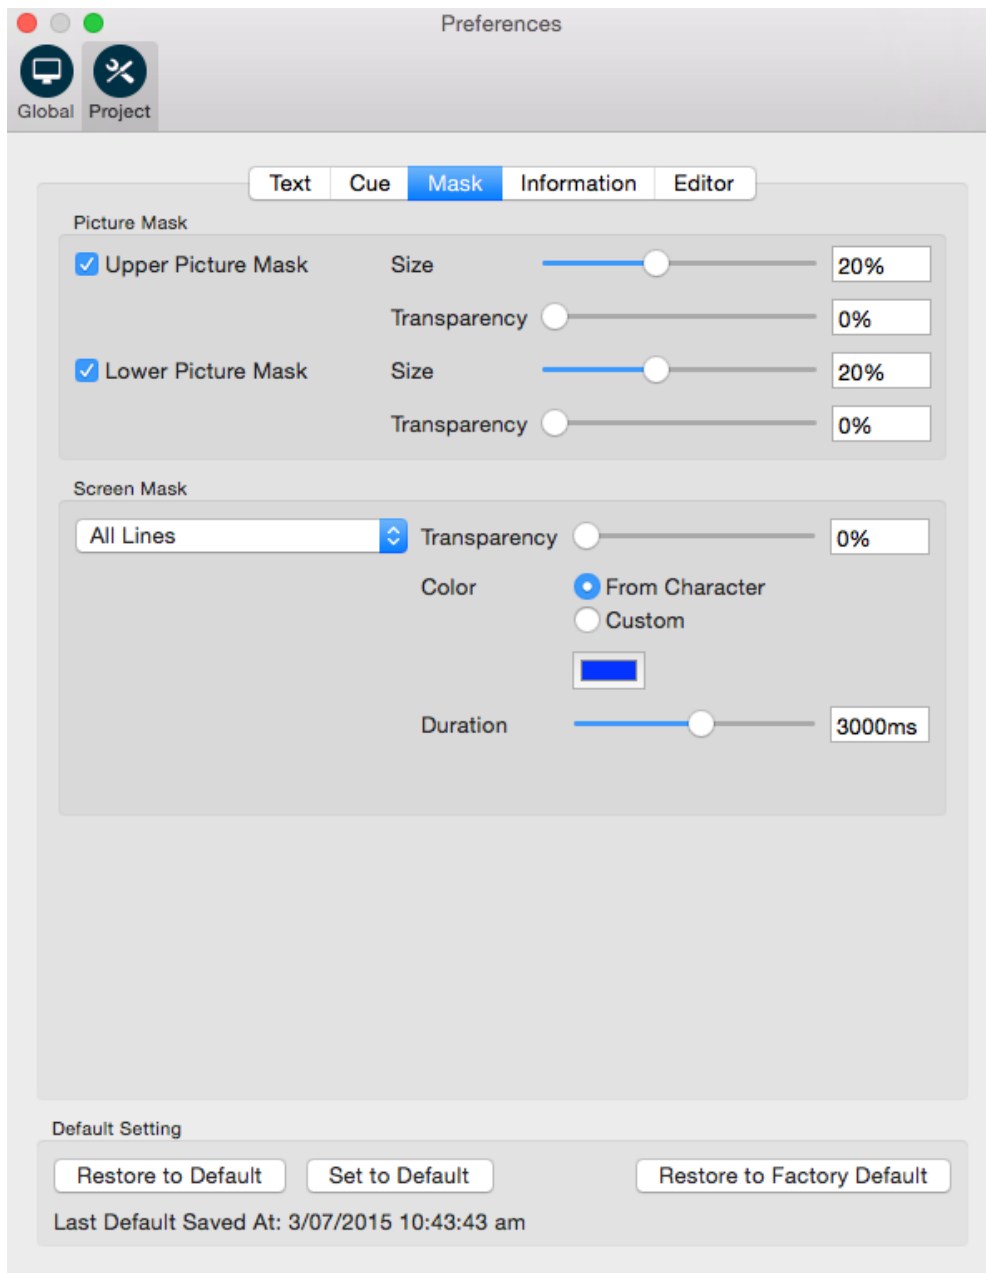 Preferences
Global Project
Text Cue Mask Information Editor
Picture Mask
Upper Picture Mask Size 20%
Transparency 0%
Lower Picture Mask Size 20%
Transparency 0%
Screen Mask
All Lines Transparency 0%
Color From Character
Custom
Duration 3000ms
Default Setting
Restore to Default Set to Default Restore to Factory Default
Last Default Saved At: 3/07/2015 10:43:43 am